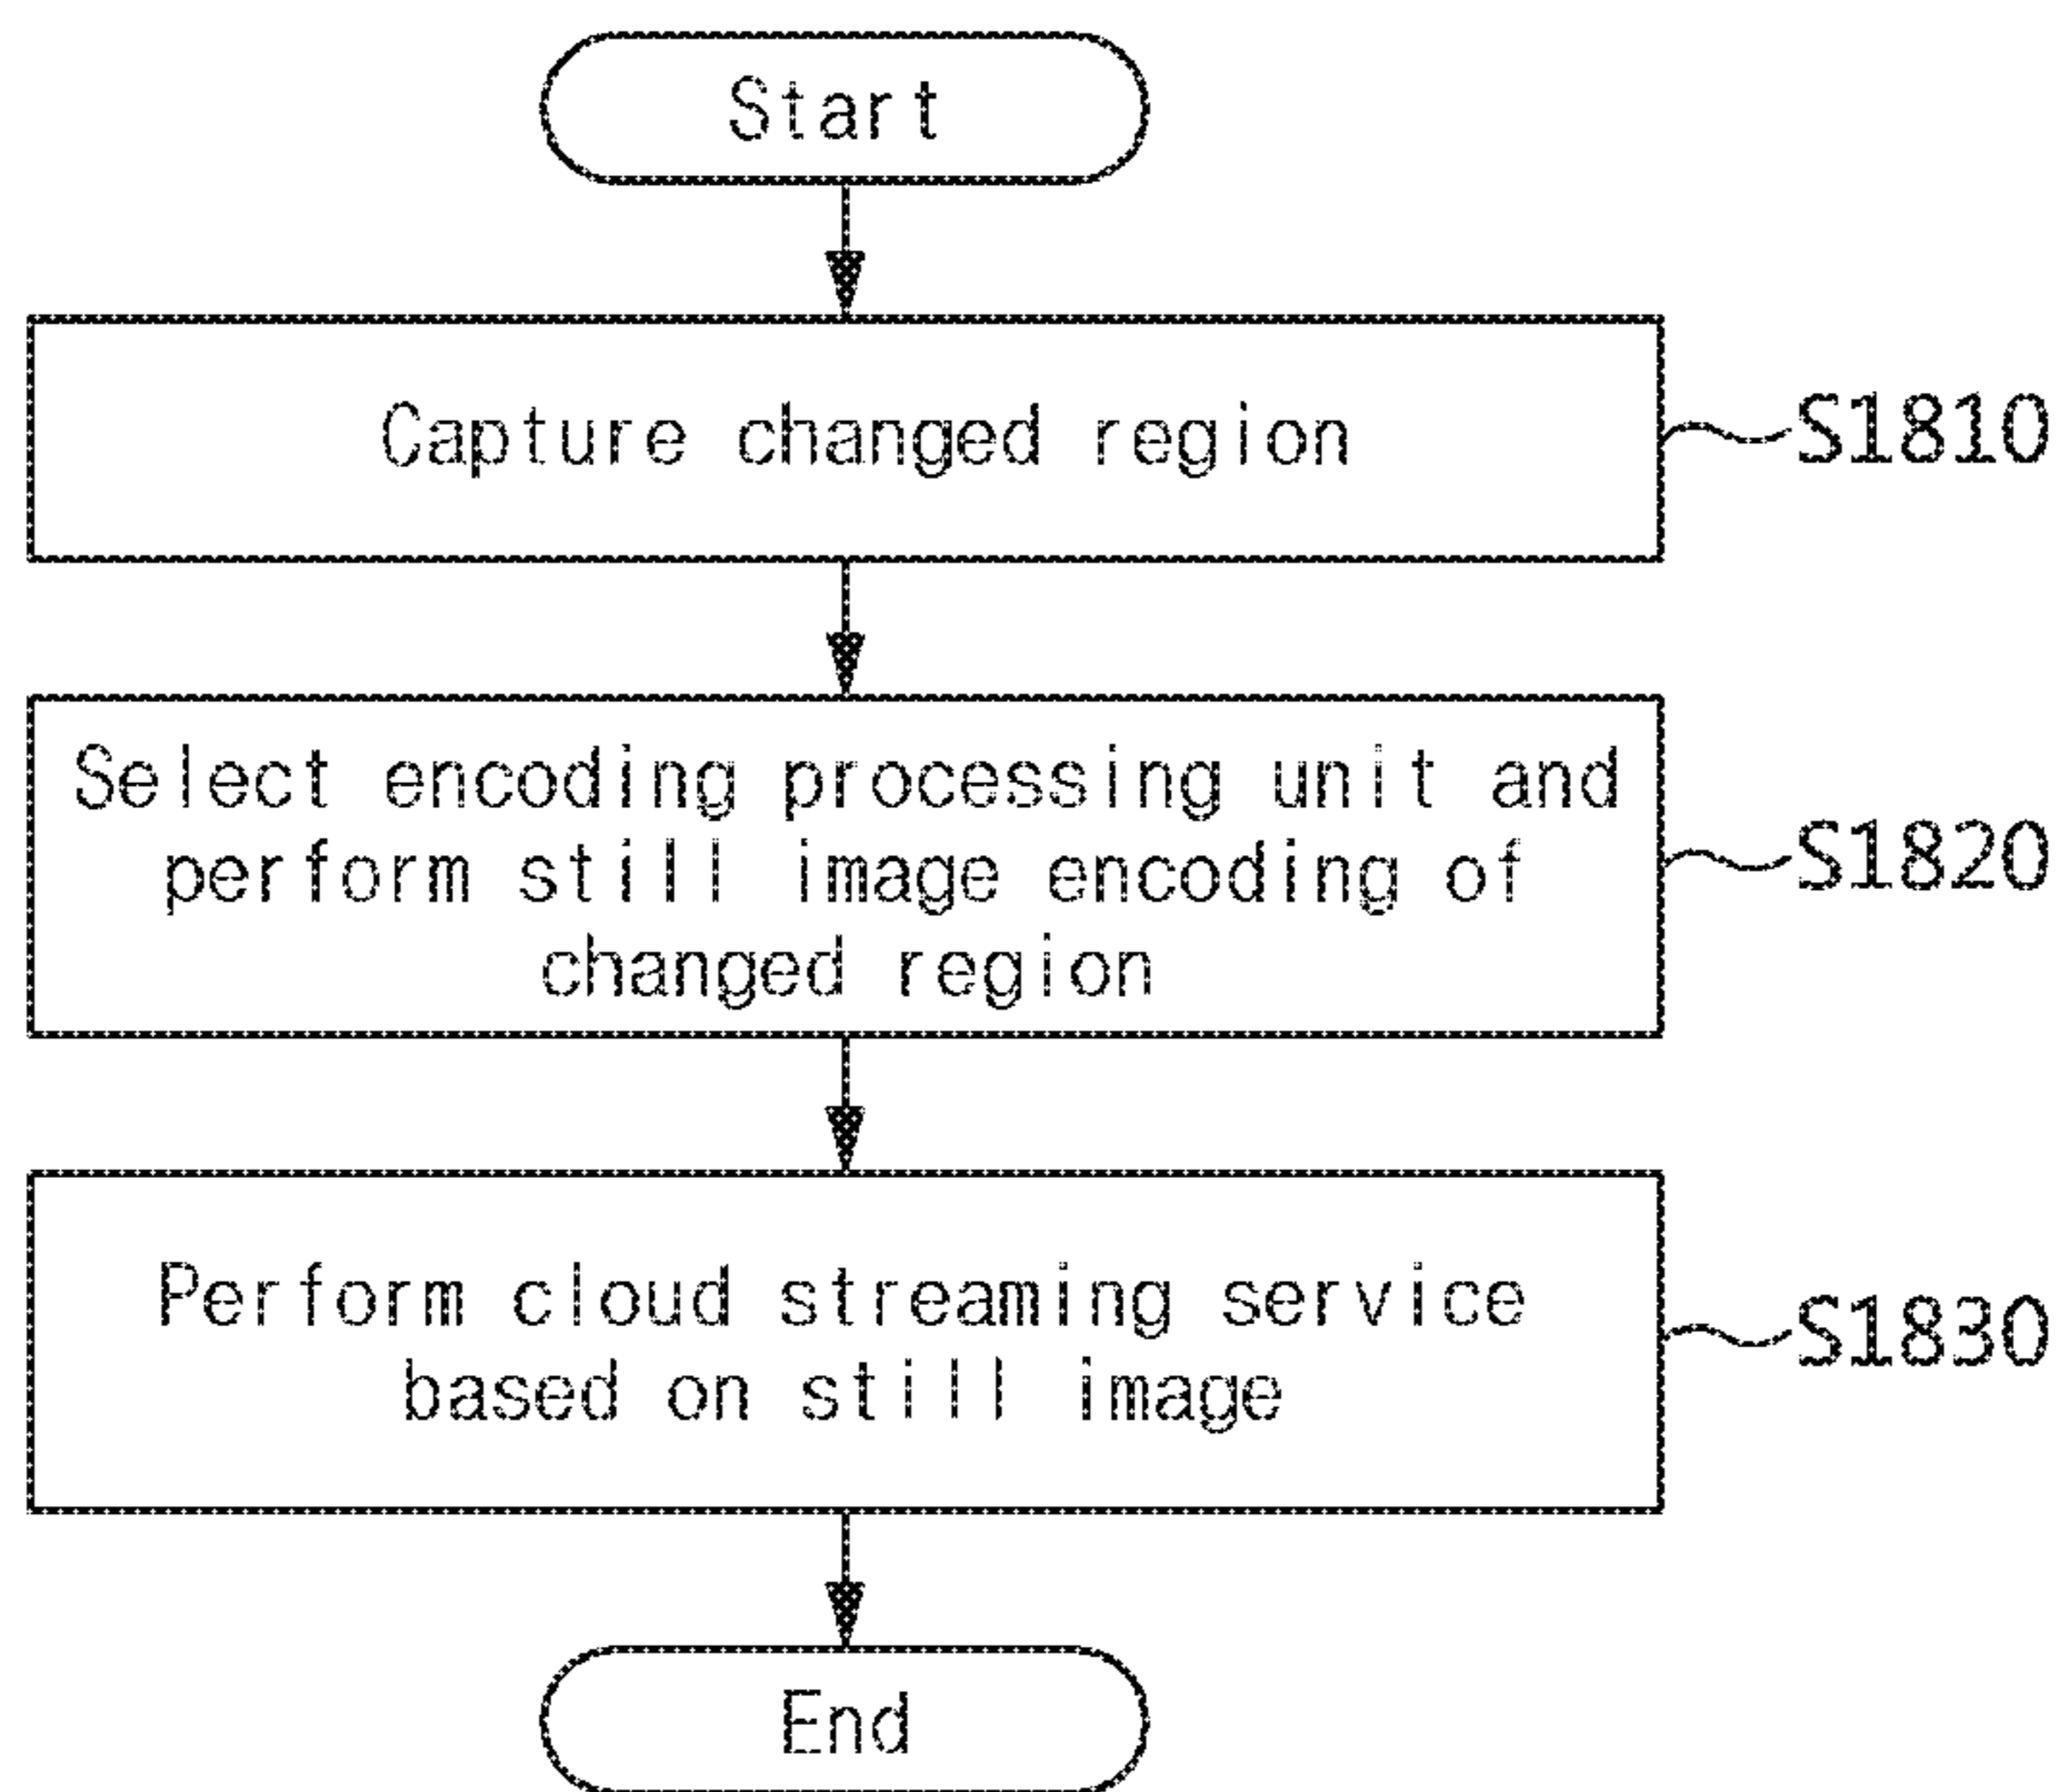 Start
Capture changed region
S1810
Select encoding processing unit and
perform still image encoding of
changed region
S1820
Perform cloud streaming service
based on still image
S1830
End